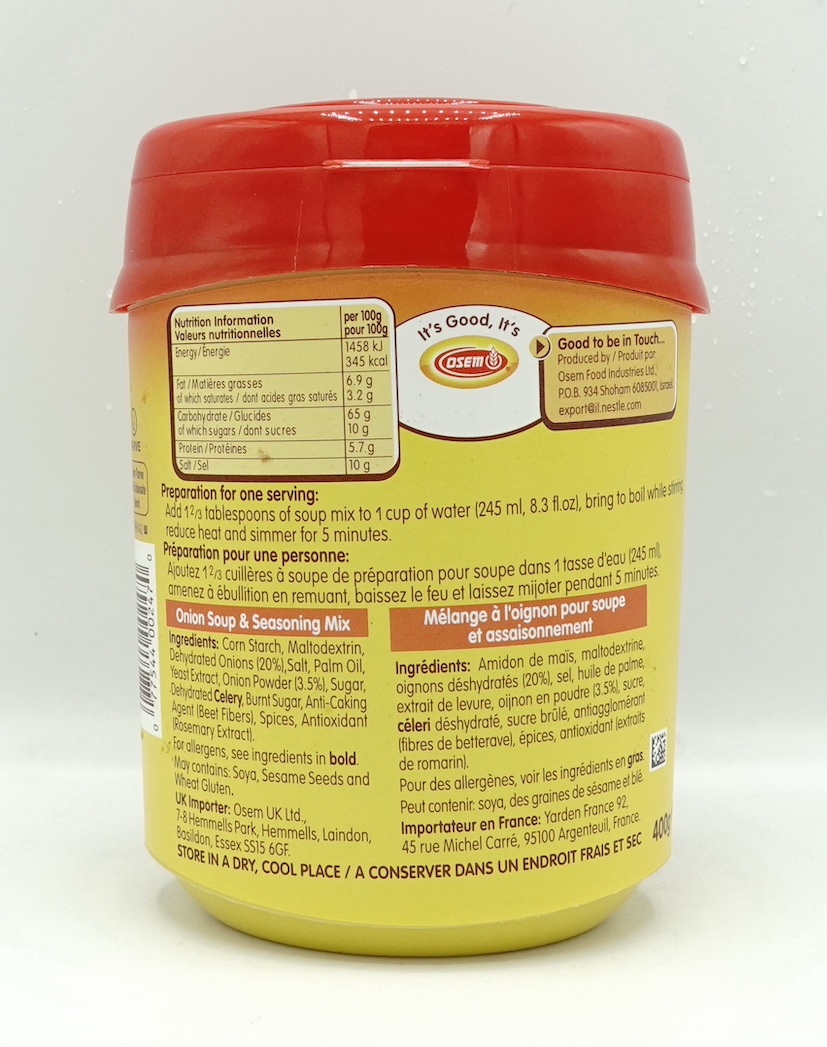 Nutrition Information
Valeurs nutritionnelles
per 100g
pour 100g
Energy/Énergie
1458 kJ
345 kcal
Fat/Matières grasses 6.9 g
of which saturates / dont acides gras saturés 3.2 g
Carbohydrate/Glucides 65 g
of which sugars / dont sucres 10 g
Protein/Protéines 5.7 g
Salt/Sel 10 g
It's Good, It's
OSEM
Good to be in Touch...
Produced by / Produit par:
Osem Food Industries Ltd.,
P.O.B. 934 Shoham 6085001, Israel.
export@il.nestle.com
Preparation for one serving:
Add 1 2/3 tablespoons of soup mix to 1 cup of water (245 ml, 8.3 fl.oz), bring to boil while stirring,
reduce heat and simmer for 5 minutes.
Préparation pour une personne:
Ajoutez 1 2/3 cuillères à soupe de préparation pour soupe dans 1 tasse d'eau (245 ml),
amenez à ébullition en remuant, baissez le feu et laissez mijoter pendant 5 minutes.
Onion Soup & Seasoning Mix
Ingredients: Corn Starch, Maltodextrin,
Dehydrated Onions (20%), Salt, Palm Oil,
Yeast Extract, Onion Powder (3.5%), Sugar,
Dehydrated Celery, Burnt Sugar, Anti-Caking
Agent (Beet Fibers), Spices, Antioxidant
(Rosemary Extract).
For allergens, see ingredients in bold.
May contains: Soya, Sesame Seeds and
Wheat Gluten.
UK Importer: Osem UK Ltd.,
7-8 Hemmells Park, Hemmells, Laindon,
Basildon, Essex SS15 6GF.
Mélange à l'oignon pour soupe
et assaisonnement
Ingrédients: Amidon de maïs, maltodextrine,
oignons déshydratés (20%), sel, huile de palme,
extrait de levure, oijnon en poudre (3.5%), sucre,
céleri déshydraté, sucre brûlé, antiagglomérant
(fibres de betterave), épices, antioxidant (extraits
de romarin).
Pour des allergènes, voir les ingrédients en gras.
Peut contenir: soya, des graines de sésame et blé.
Importateur en France: Yarden France 92,
45 rue Michel Carré, 95100 Argenteuil, France.
STORE IN A DRY, COOL PLACE / A CONSERVER DANS UN ENDROIT FRAIS ET SEC
400g
0 77544 00247 0